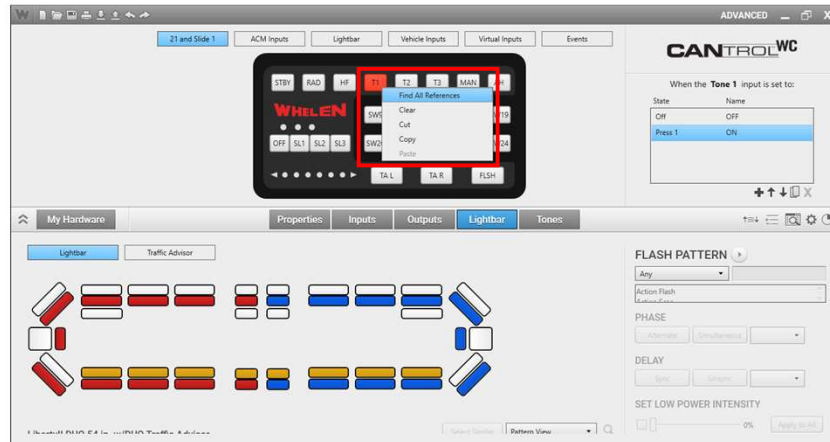 W ADVANCED X
21 and Slide 1 ACM Inputs Lightbar Vehicle Inputs Virtual Inputs Events
CANTROLWC
When the Tone 1 input is set to:
State Name
Off OFF
Press 1 ON
STBY RAD HF T1 T2 T3 MAN
Find All References
Clear
Cut
Copy
Paste
WHELEN
OFF SL1 SL2 SL3
TA L TA R FLSH
X
My Hardware Properties Inputs Outputs Lightbar Tones
Lightbar Traffic Advisor
FLASH PATTERN
Any
Action Flash
PHASE
Alternate Simultaneous
DELAY
Sync
SET LOW POWER INTENSITY
0% Apply to All
Pattern View